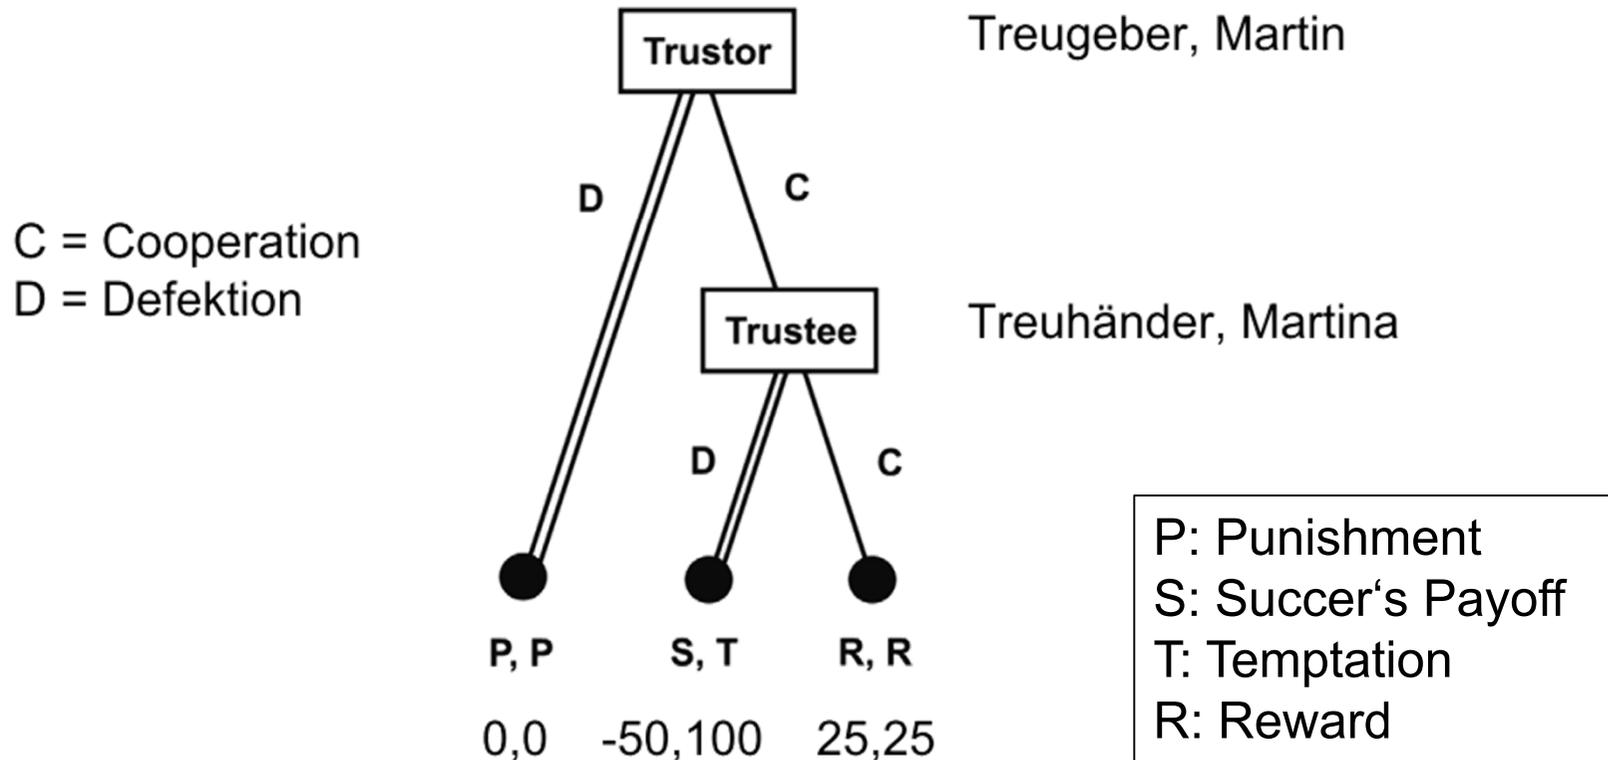 Trustor
Treugeber, Martin
D
C
C = Cooperation
D = Defektion
Trustee
Treuhänder, Martina
D
C
P: Punishment
S: Succer‘s Payoff
T: Temptation
R: Reward
P, P
S, T
R, R
0,0
-50,100
25,25